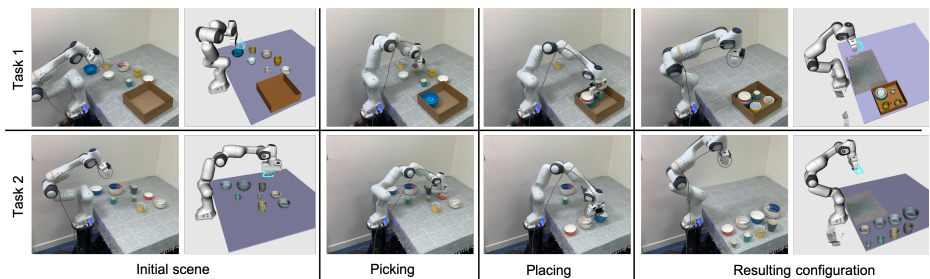 Task 1
Task 2
Initial scene
Picking
Placing
Resulting configuration